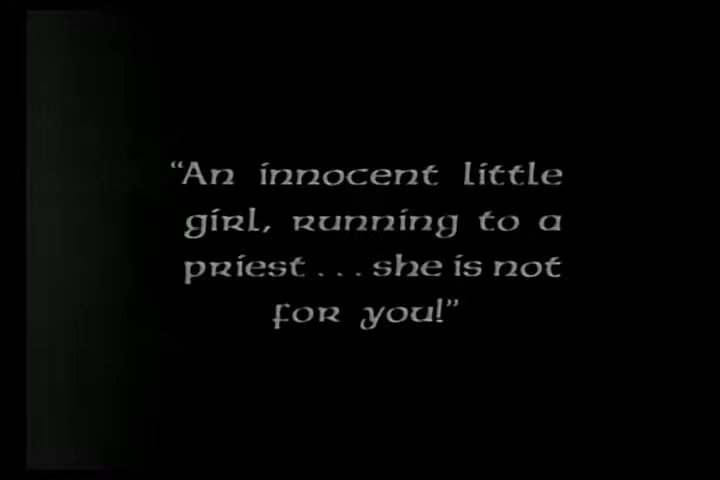 “An innocent little
girl, running to a
priest... she is not
for you!”